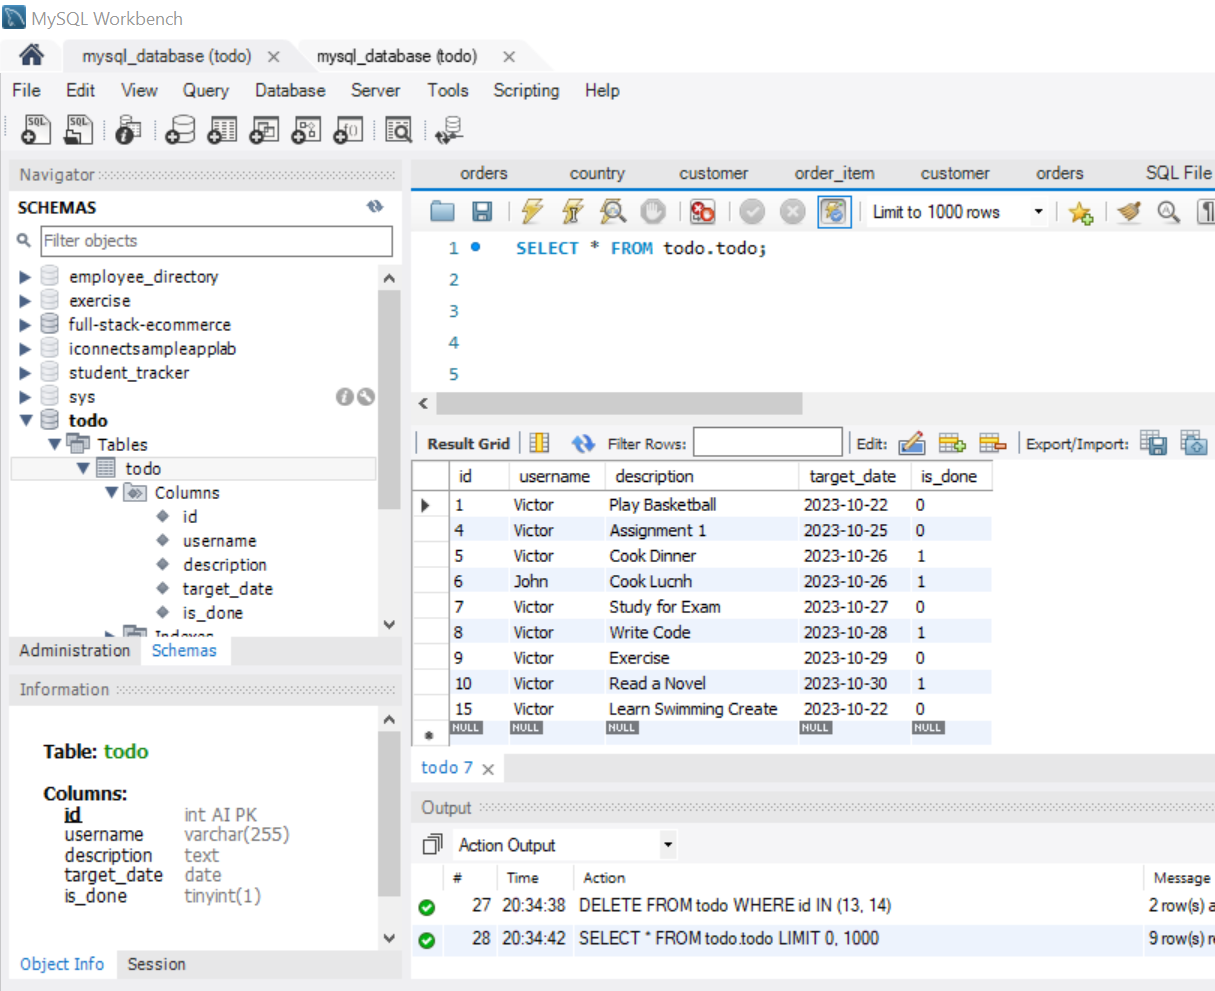 MySQL Workbench
mysql_database (todo) mysql_database (todo)
File Edit View Query Database Server Tools Scripting Help
SQL SQL
Navigator
SCHEMAS
Filter objects
employee_directory
exercise
full-stack-ecommerce
iconnectsampleapplab
student_tracker
sys
todo
Tables
todo
Columns
id
username
description
target_date
is_done
Indexes
Administration Schemas
Information
Table: todo
Columns:
id int AI PK
username varchar(255)
description text
target_date date
is_done tinyint(1)
Object Info Session
orders country customer order_item customer orders SQL File
Limit to 1000 rows
1 SELECT * FROM todo.todo;
2
3
4
5
Result Grid Filter Rows: Edit: Export/Import:
id username description target_date is_done
1 Victor Play Basketball 2023-10-22 0
4 Victor Assignment 1 2023-10-25 0
5 Victor Cook Dinner 2023-10-26 1
6 John Cook Lucnh 2023-10-26 1
7 Victor Study for Exam 2023-10-27 0
8 Victor Write Code 2023-10-28 1
9 Victor Exercise 2023-10-29 0
10 Victor Read a Novel 2023-10-30 1
15 Victor Learn Swimming Create 2023-10-22 0
NULL NULL NULL NULL NULL
todo 7
Output
Action Output
# Time Action Message
27 20:34:38 DELETE FROM todo WHERE id IN (13, 14) 2 row(s) a
28 20:34:42 SELECT * FROM todo.todo LIMIT 0, 1000 9 row(s) r